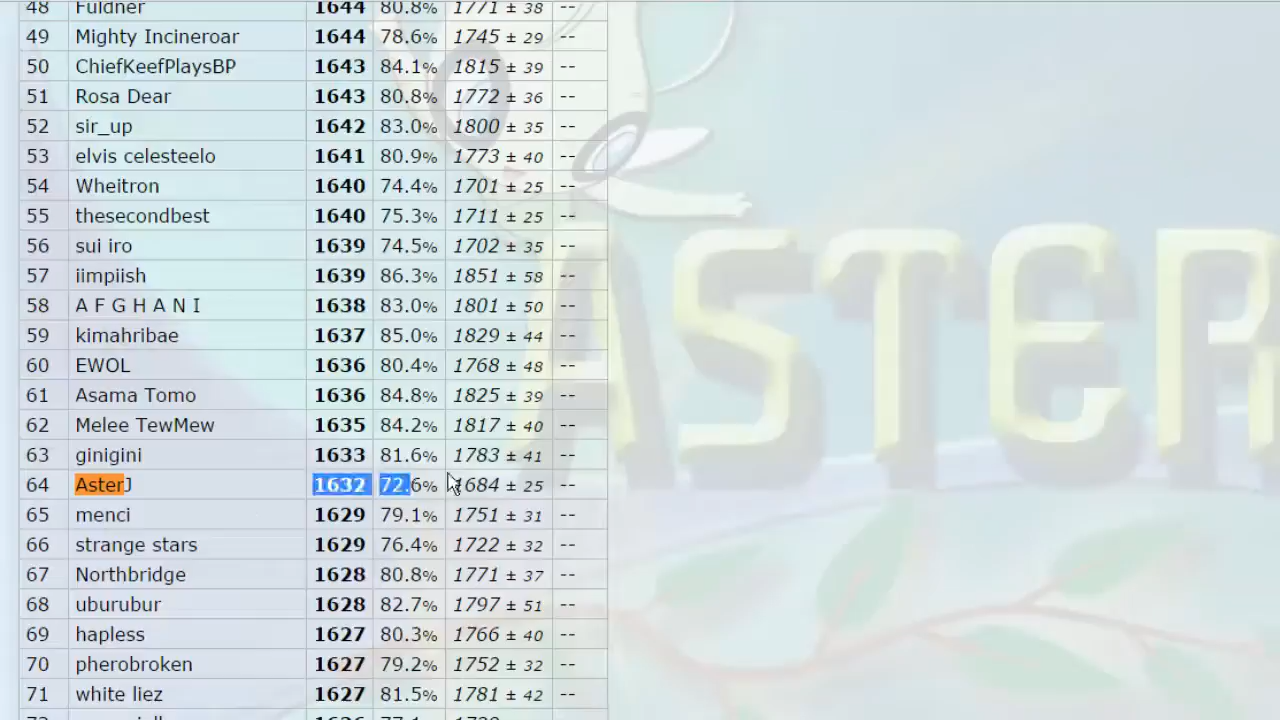 48 Fuldner 1644 80.8% 1771 ± 38 --
49 Mighty Incineroar 1644 78.6% 1745 ± 29 --
50 ChiefKeefPlaysBP 1643 84.1% 1815 ± 39 --
51 Rosa Dear 1643 80.8% 1772 ± 36 --
52 sir_up 1642 83.0% 1800 ± 35 --
53 elvis celesteelo 1641 80.9% 1773 ± 40 --
54 Wheitron 1640 74.4% 1701 ± 25 --
55 thesecondbest 1640 75.3% 1711 ± 25 --
56 sui iro 1639 74.5% 1702 ± 35 --
57 iimpiish 1639 86.3% 1851 ± 58 --
58 A F G H A N I 1638 83.0% 1801 ± 50 --
59 kimahribae 1637 85.0% 1829 ± 44 --
60 EWOL 1636 80.4% 1768 ± 48 --
61 Asama Tomo 1636 84.8% 1825 ± 39 --
62 Melee TewMew 1635 84.2% 1817 ± 40 --
63 ginigini 1633 81.6% 1783 ± 41 --
64 AsterJ 1632 72.6% 1684 ± 25 --
65 menci 1629 79.1% 1751 ± 31 --
66 strange stars 1629 76.4% 1722 ± 32 --
67 Northbridge 1628 80.8% 1771 ± 37 --
68 uburubur 1628 82.7% 1797 ± 51 --
69 hapless 1627 80.3% 1766 ± 40 --
70 pherobroken 1627 79.2% 1752 ± 32 --
71 white liez 1627 81.5% 1781 ± 42 --
ASTER